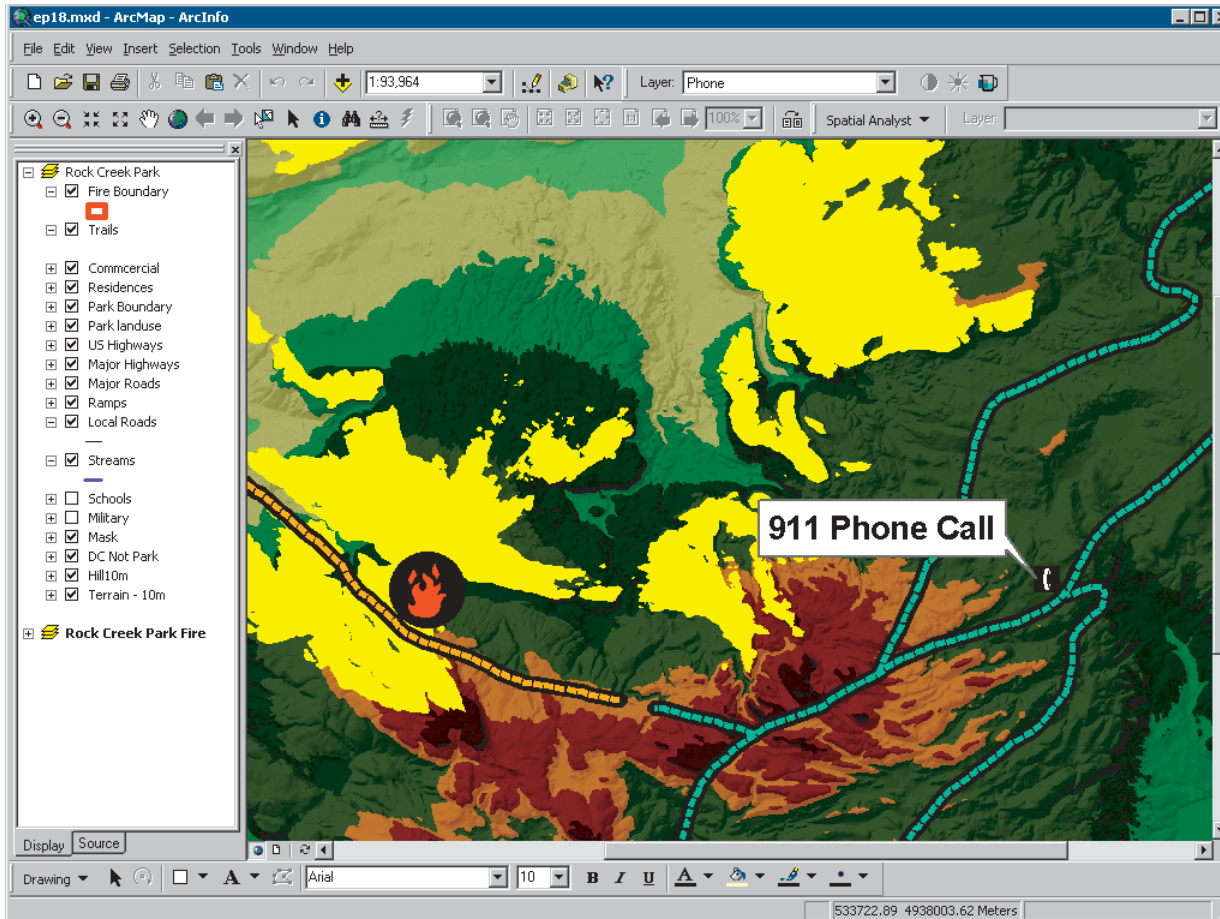 ep18.mxd - ArcMap - ArcInfo
File Edit View Insert Selection Tools Window Help
1:93,964
Layer: Phone
100%
Spatial Analyst
Layer:
Rock Creek Park
Fire Boundary
Trails
Commcercial
Residences
Park Boundary
Park landuse
US Highways
Major Highways
Major Roads
Ramps
Local Roads
Streams
Schools
Military
Mask
DC Not Park
Hill10m
Terrain - 10m
Rock Creek Park Fire
911 Phone Call
Display Source
Drawing
A
Arial
10
B I U A
533722.89 4938003.62 Meters